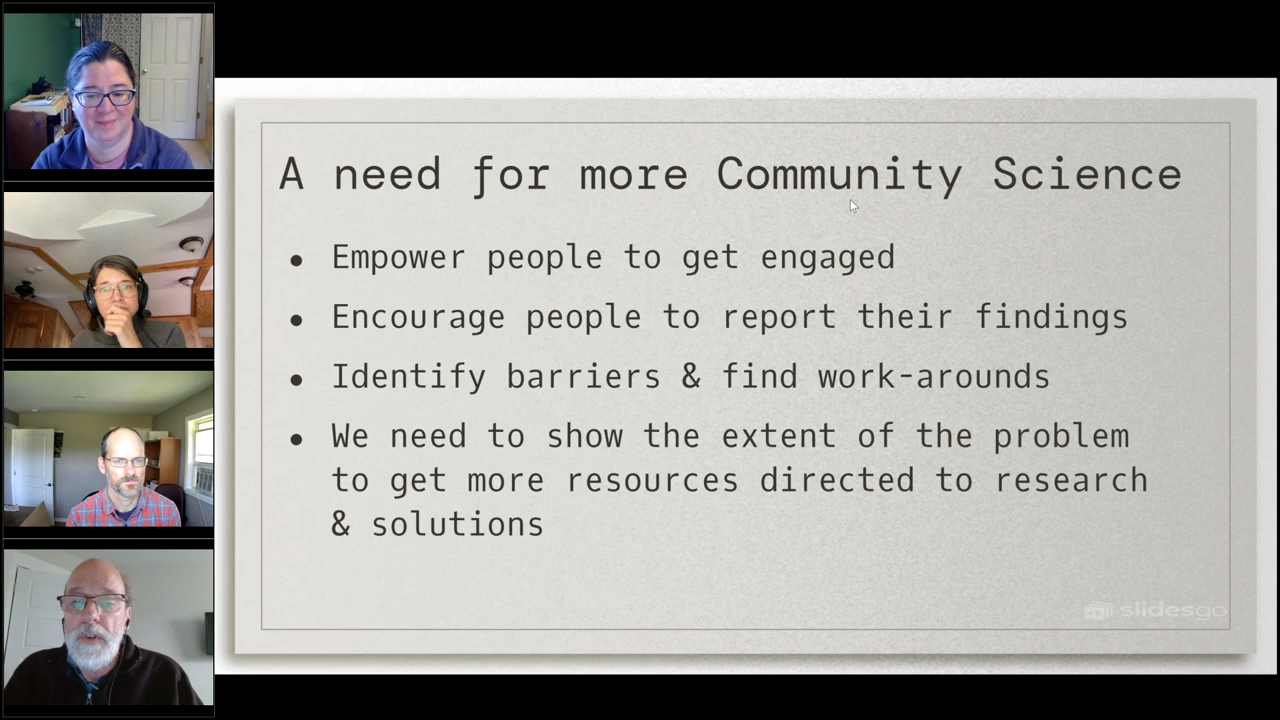 A need for more Community Science
• Empower people to get engaged
• Encourage people to report their findings
• Identify barriers & find work-arounds
• We need to show the extent of the problem
to get more resources directed to research
& solutions
slidesgo